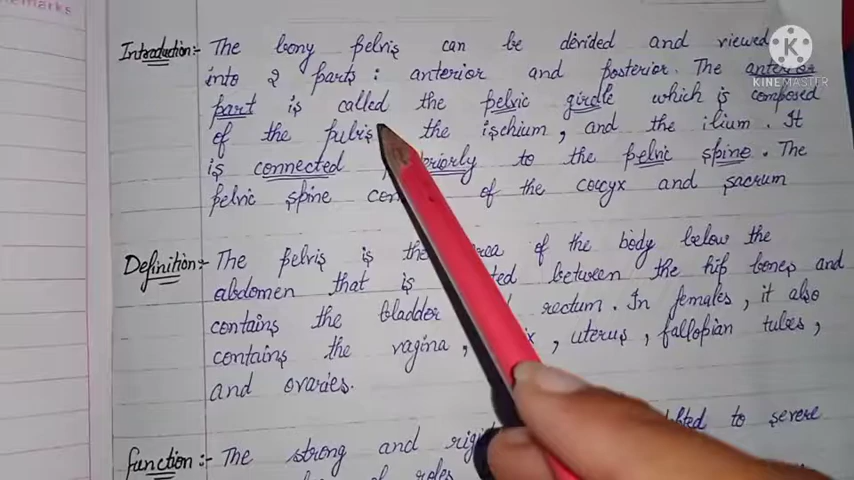 Remarks
KINEMASTER
Introduction:- The bony pelvis can be divided and viewed
into 2 parts : anterior and posterior. The anterior
part is called the pelvic girdle which is composed
of the pubis the ischium, and the ilium. It
is connected to the pelvic spine. The
pelvic spine of the cocyx and sacrum
Definition:- The pelvis is the area of the body below the
abdomen that is between the hip bones and
contains the bladder rectum. In females, it also
contains the vagina, , uterus, fallopian tubes,
and ovaries.
Function:- The strong and to severe
of roles